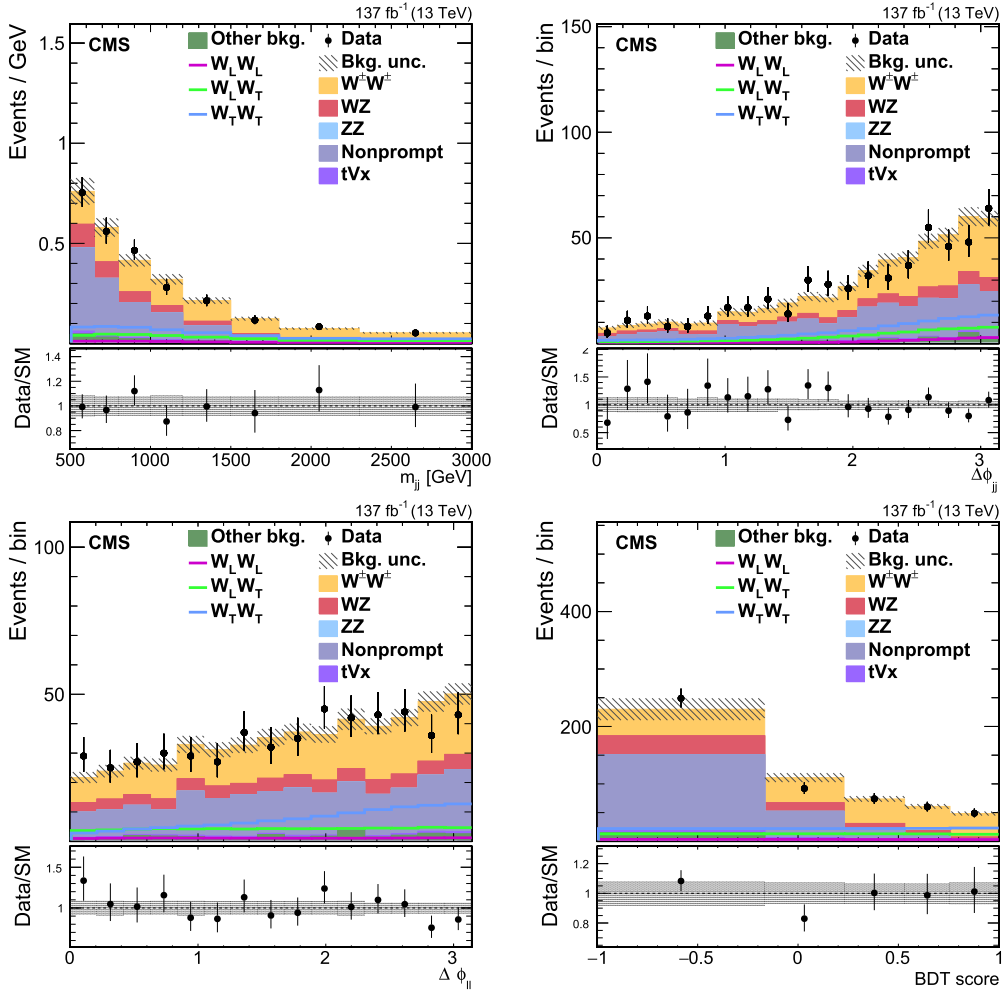 137 fb⁻¹ (13 TeV)
CMS
Other bkg.
W_L W_L
W_L W_T
W_T W_T
Data
Bkg. unc.
W±W±
WZ
ZZ
Nonprompt
tVx
Events / GeV
1.5
1
0.5
Data/SM
1.4
1.2
1.0
0.8
500 1000 1500 2000 2500 3000
m_jj [GeV]
137 fb⁻¹ (13 TeV)
CMS
Other bkg.
W_L W_L
W_L W_T
W_T W_T
Data
Bkg. unc.
W±W±
WZ
ZZ
Nonprompt
tVx
Events / bin
150
100
50
Data/SM
2
1.5
1.0
0.5
0 1 2 3
Δϕ_jj
137 fb⁻¹ (13 TeV)
CMS
Other bkg.
W_L W_L
W_L W_T
W_T W_T
Data
Bkg. unc.
W±W±
WZ
ZZ
Nonprompt
tVx
Events / bin
100
50
Data/SM
1.5
1.0
0 1 2 3
Δ ϕ_ll
137 fb⁻¹ (13 TeV)
CMS
Other bkg.
W_L W_L
W_L W_T
W_T W_T
Data
Bkg. unc.
W±W±
WZ
ZZ
Nonprompt
tVx
Events / bin
400
200
Data/SM
1.2
1.0
0.8
−1 −0.5 0 0.5 1
BDT score